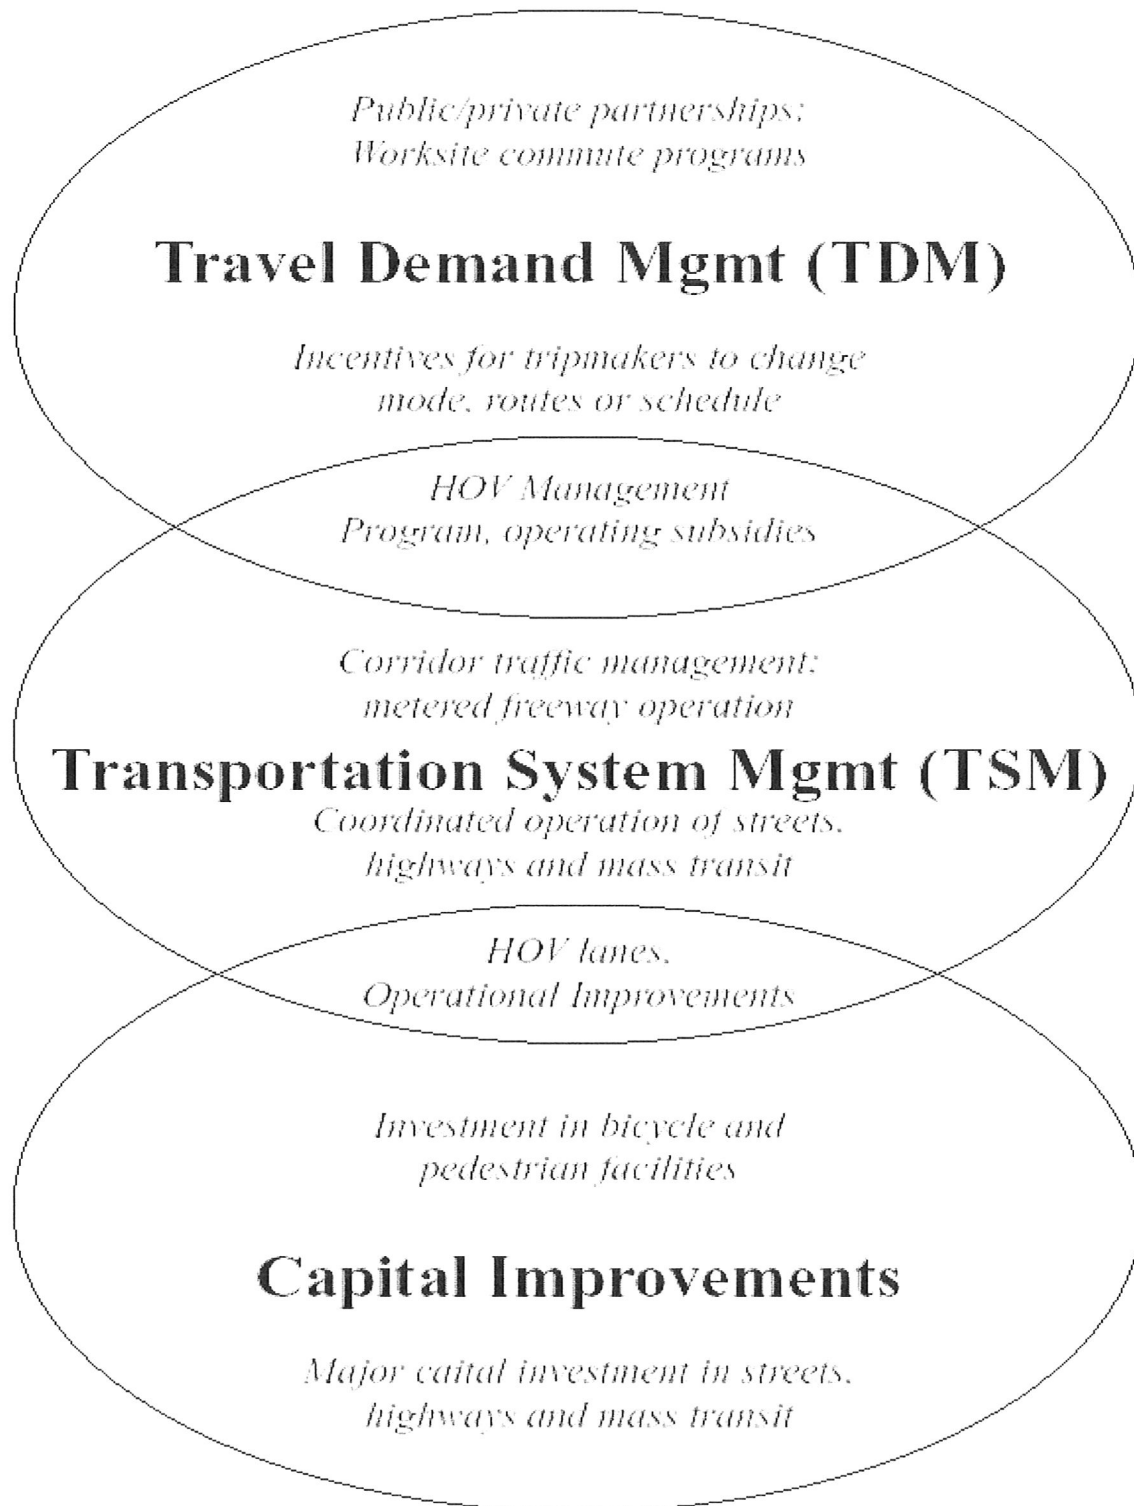 Public/private partnerships:
Worksite commute programs
Travel Demand Mgmt (TDM)
Incentives for tripmakers to change
mode, routes or schedule
HOV Management
Program, operating subsidies
Corridor traffic management:
metered freeway operation
Transportation System Mgmt (TSM)
Coordinated operation of streets,
highways and mass transit
HOV lanes,
Operational Improvements
Investment in bicycle and
pedestrian facilities
Capital Improvements
Major caital investment in streets,
highways and mass transit